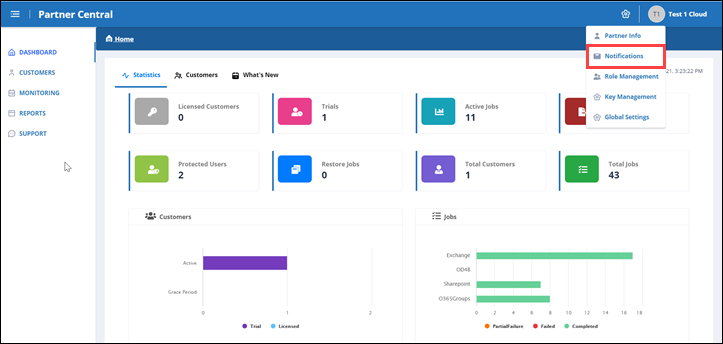 Partner Central
T1
Test 1 Cloud
Home
Partner Info
Notifications
Role Management
Key Management
Global Settings
21, 3:23:22 PM
DASHBOARD
CUSTOMERS
MONITORING
REPORTS
SUPPORT
Statistics
Customers
What's New
Licensed Customers
0
Trials
1
Active Jobs
11
Protected Users
2
Restore Jobs
0
Total Customers
1
Total Jobs
43
Customers
Active
Grace Period
0 1 2
Trial Licensed
Jobs
Exchange
OD4B
Sharepoint
O365Groups
0 2 4 6 8 10 12 14 16 18
PartialFailure Failed Completed